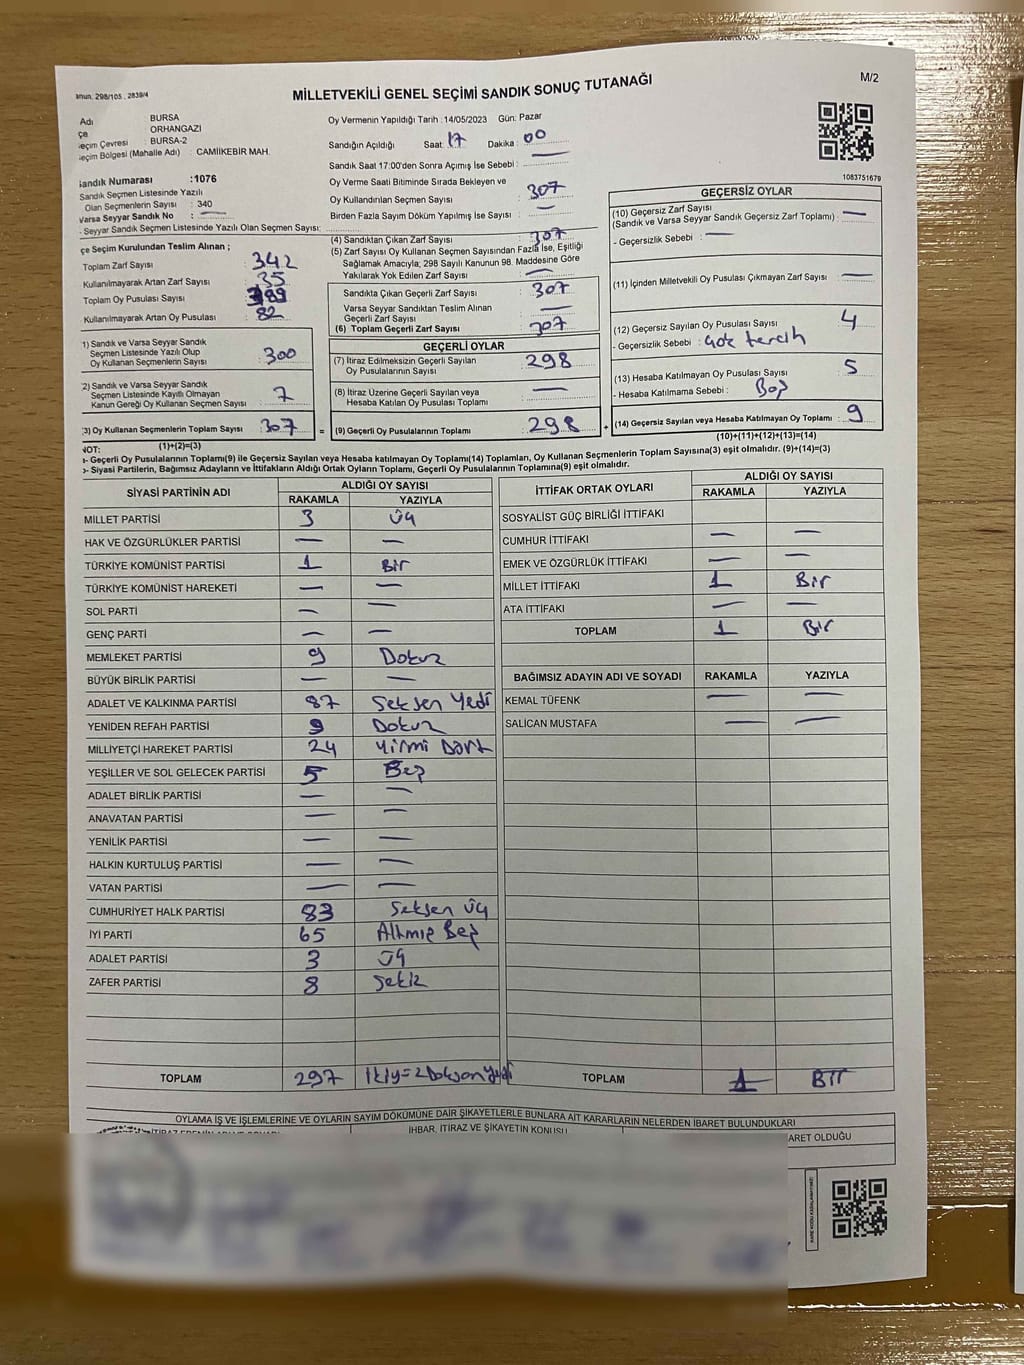 M/2
MİLLETVEKİLİ GENEL SEÇİMİ SANDIK SONUÇ TUTANAĞI
298/105 , 2839/4
Adı BURSA
çe ORHANGAZI
eçim Çevresi : BURSA-2
eçim Bölgesi (Mahalle Adı) : CAMİİKEBİR MAH.
Sandık Numarası :1076
Sandık Seçmen Listesinde Yazılı
Olan Seçmenlerin Sayısı : 340
Varsa Seyyar Sandık No : —
Seyyar Sandık Seçmen Listesinde Yazılı Olan Seçmen Sayısı:
Oy Vermenin Yapıldığı Tarih : 14/05/2023 Gün: Pazar
Sandığın Açıldığı Saat: 17 Dakika : 00
Sandık Saat 17:00'den Sonra Açımış İse Sebebi : —
Oy Verme Saati Bitiminde Sırada Bekleyen ve
Oy Kullandırılan Seçmen Sayısı : 307
Birden Fazla Sayım Döküm Yapılmış İse Sayısı : —
1083751679
çe Seçim Kurulundan Teslim Alınan ;
Toplam Zarf Sayısı : 342
Kullanılmayarak Artan Zarf Sayısı : 35
Toplam Oy Pusulası Sayısı : 389
Kullanılmayarak Artan Oy Pusulası : 82
(4) Sandıktan Çıkan Zarf Sayısı : 307
(5) Zarf Sayısı Oy Kullanan Seçmen Sayısından Fazla İse, Eşitliği
Sağlamak Amacıyla, 298 Sayılı Kanunun 98. Maddesine Göre
Yakılarak Yok Edilen Zarf Sayısı : —
Sandıkta Çıkan Geçerli Zarf Sayısı : 307
Varsa Seyyar Sandıktan Teslim Alınan
Geçerli Zarf Sayısı : —
(6) Toplam Geçerli Zarf Sayısı : 307
GEÇERSİZ OYLAR
(10) Geçersiz Zarf Sayısı
(Sandık ve Varsa Seyyar Sandık Geçersiz Zarf Toplamı) : —
- Geçersizlik Sebebi : —
(11) İçinden Milletvekili Oy Pusulası Çıkmayan Zarf Sayısı : —
(12) Geçersiz Sayılan Oy Pusulası Sayısı : 4
- Geçersizlik Sebebi : Çok tercih
(13) Hesaba Katılmayan Oy Pusulası Sayısı : 5
- Hesaba Katılmama Sebebi : Boş
(14) Geçersiz Sayılan veya Hesaba Katılmayan Oy Toplamı : 9
(10)+(11)+(12)+(13)=(14)
1) Sandık ve Varsa Seyyar Sandık
Seçmen Listesinde Yazılı Olup
Oy Kullanan Seçmenlerin Sayısı : 300
2) Sandık ve Varsa Seyyar Sandık
Seçmen Listesinde Kayıtlı Olmayan
Kanun Gereği Oy Kullanan Seçmen Sayısı : 7
3) Oy Kullanan Seçmenlerin Toplam Sayısı : 307 =
(1)+(2)=(3)
GEÇERLİ OYLAR
(7) İtiraz Edilmeksizin Geçerli Sayılan
Oy Pusulalarının Sayısı : 298
(8) İtiraz Üzerine Geçerli Sayılan veya
Hesaba Katılan Oy Pusulası Toplamı : —
(9) Geçerli Oy Pusulalarının Toplamı : 298 +
NOT:
- Geçerli Oy Pusulalarının Toplamı(9) ile Geçersiz Sayılan veya Hesaba Katılmayan Oy Toplamı(14) Toplamları, Oy Kullanan Seçmenlerin Toplam Sayısına(3) eşit olmalıdır. (9)+(14)=(3)
- Siyasi Partilerin, Bağımsız Adayların ve İttifakların Aldığı Ortak Oyların Toplamı, Geçerli Oy Pusulalarının Toplamına(9) eşit olmalıdır.
SİYASİ PARTİNİN ADI ALDIĞI OY SAYISI
RAKAMLA YAZIYLA
MİLLET PARTİSİ 3 Üç
HAK VE ÖZGÜRLÜKLER PARTİSİ — —
TÜRKİYE KOMÜNİST PARTİSİ 1 Bir
TÜRKİYE KOMÜNİST HAREKETİ — —
SOL PARTİ — —
GENÇ PARTİ — —
MEMLEKET PARTİSİ 9 Dokuz
BÜYÜK BİRLİK PARTİSİ — —
ADALET VE KALKINMA PARTİSİ 87 Seksen Yedi
YENİDEN REFAH PARTİSİ 9 Dokuz
MİLLİYETÇİ HAREKET PARTİSİ 24 Yirmi Dört
YEŞİLLER VE SOL GELECEK PARTİSİ 5 Beş
ADALET BİRLİK PARTİSİ — —
ANAVATAN PARTİSİ — —
YENİLİK PARTİSİ — —
HALKIN KURTULUŞ PARTİSİ — —
VATAN PARTİSİ — —
CUMHURİYET HALK PARTİSİ 83 Seksen Üç
İYİ PARTİ 65 Altmış Beş
ADALET PARTİSİ 3 Üç
ZAFER PARTİSİ 8 Sekiz
TOPLAM 297 İkiyüz Doksan Yedi
İTTİFAK ORTAK OYLARI ALDIĞI OY SAYISI
RAKAMLA YAZIYLA
SOSYALİST GÜÇ BİRLİĞİ İTTİFAKI
CUMHUR İTTİFAKI — —
EMEK VE ÖZGÜRLÜK İTTİFAKI — —
MİLLET İTTİFAKI 1 Bir
ATA İTTİFAKI — —
TOPLAM 1 Bir
BAĞIMSIZ ADAYIN ADI VE SOYADI RAKAMLA YAZIYLA
KEMAL TÜFENK — —
SALİCAN MUSTAFA — —
TOPLAM 1 Bir
OYLAMA İŞ VE İŞLEMLERİNE VE OYLARIN SAYIM DÖKÜMÜNE DAİR ŞİKAYETLERLE BUNLARA AİT KARARLARIN NELERDEN İBARET BULUNDUKLARI
İHBAR, İTİRAZ VE ŞİKAYETİN KONUSU
ARET OLDUĞU